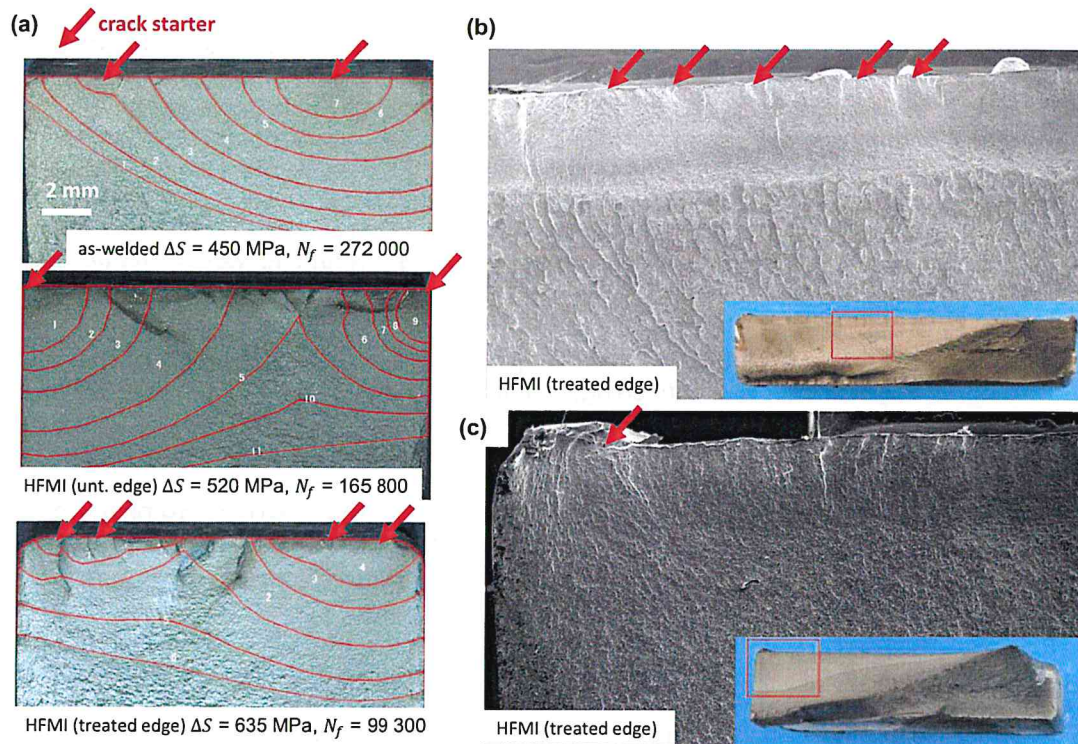 (a)
crack starter
7
6
5
4
3
2
1
2 mm
as-welded ΔS = 450 MPa, N_f = 272 000
1
2
3
4
5
6
7
8
9
10
11
HFMI (unt. edge) ΔS = 520 MPa, N_f = 165 800
4
3
2
HFMI (treated edge) ΔS = 635 MPa, N_f = 99 300
(b)
HFMI (treated edge)
(c)
HFMI (treated edge)